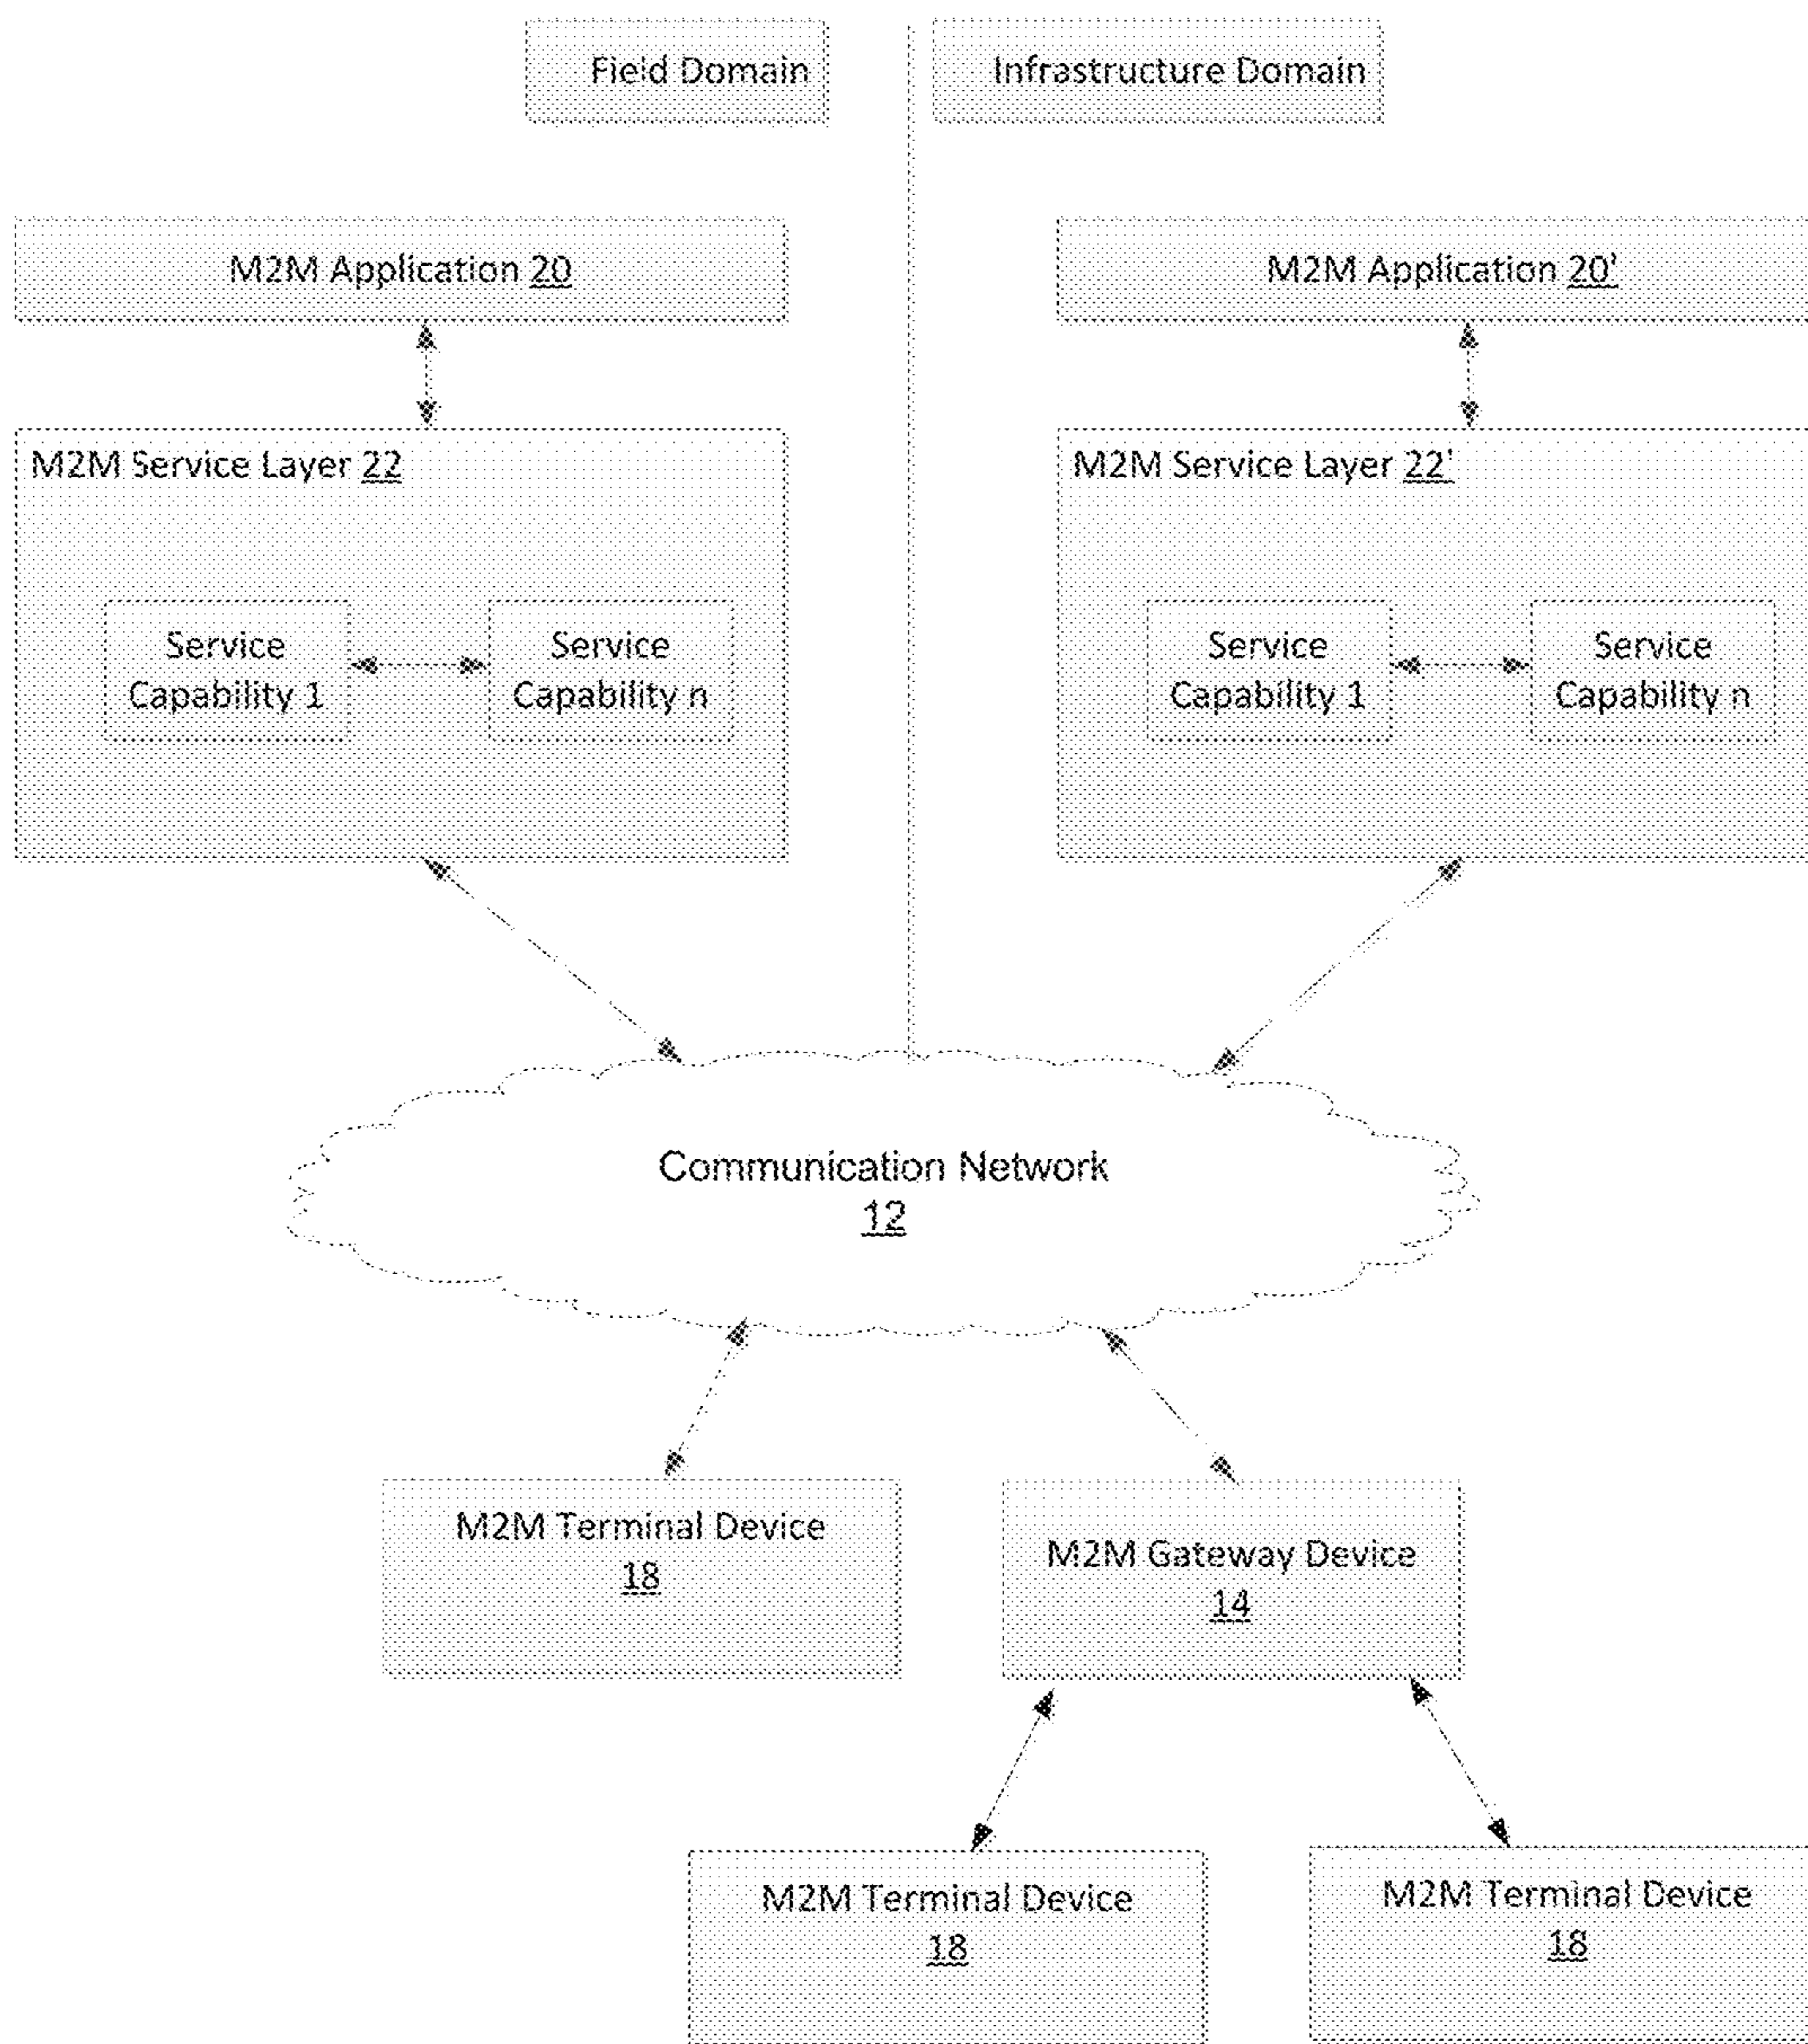 Field Domain
Infrastructure Domain
M2M Application 20
M2M Application 20'
M2M Service Layer 22
M2M Service Layer 22'
Service
Capability 1
Service
Capability n
Service
Capability 1
Service
Capability n
Communication Network
12
M2M Terminal Device
18
M2M Gateway Device
14
M2M Terminal Device
18
M2M Terminal Device
18